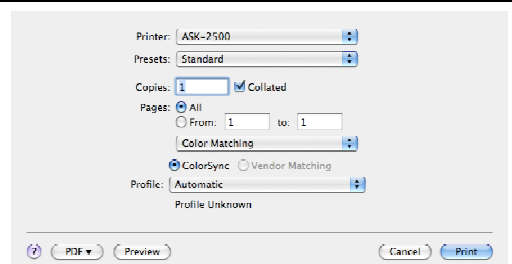 Printer: ASK-2500
Presets: Standard
Copies: 1 Collated
Pages: All
From: 1 to: 1
Color Matching
ColorSync Vendor Matching
Profile: Automatic
Profile Unknown
? PDF ▼ Preview Cancel Print